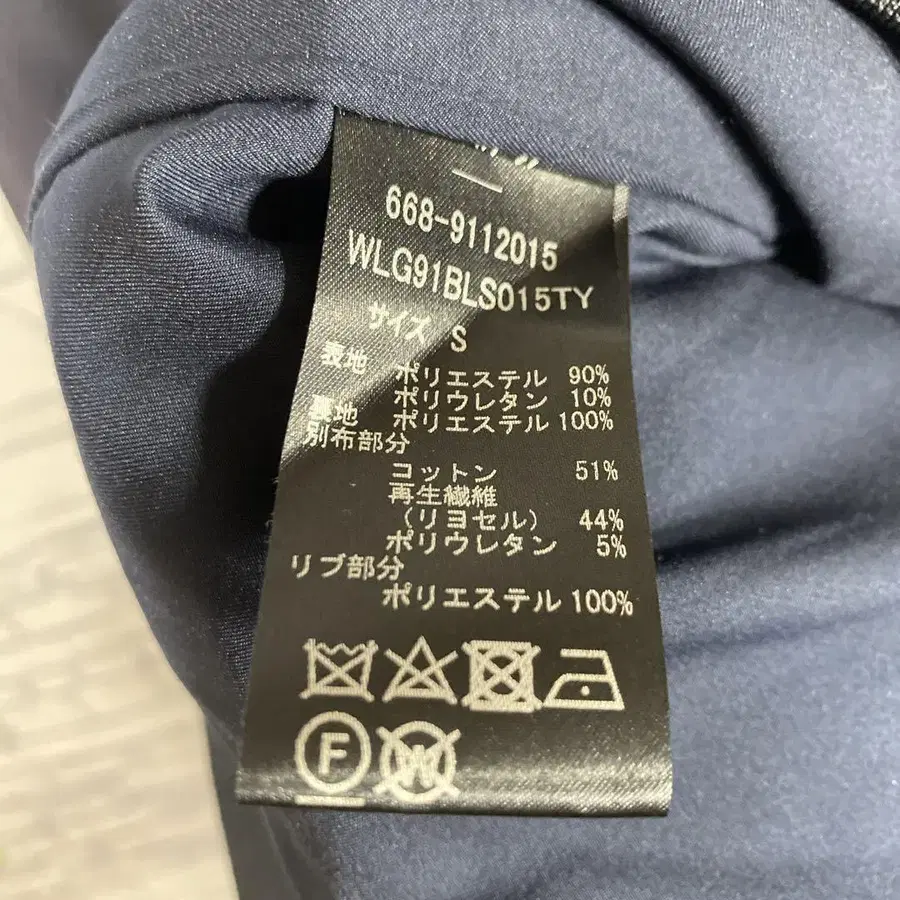 668-9112015
WLG91BLS015TY
サイズ S
表地 ポリエステル 90%
ポリウレタン 10%
裏地 ポリエステル 100%
別布部分
コットン 51%
再生繊維
(リヨセル) 44%
ポリウレタン 5%
リブ部分
ポリエステル 100%
F W